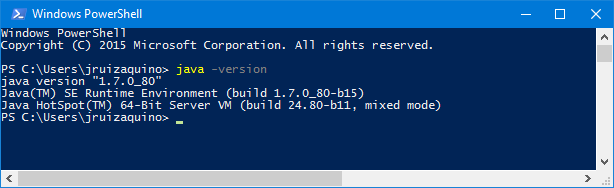 Windows PowerShell
Windows PowerShell
Copyright (C) 2015 Microsoft Corporation. All rights reserved.
PS C:\Users\jruizaquino> java -version
java version "1.7.0_80"
Java(TM) SE Runtime Environment (build 1.7.0_80-b15)
Java HotSpot(TM) 64-Bit Server VM (build 24.80-b11, mixed mode)
PS C:\Users\jruizaquino>